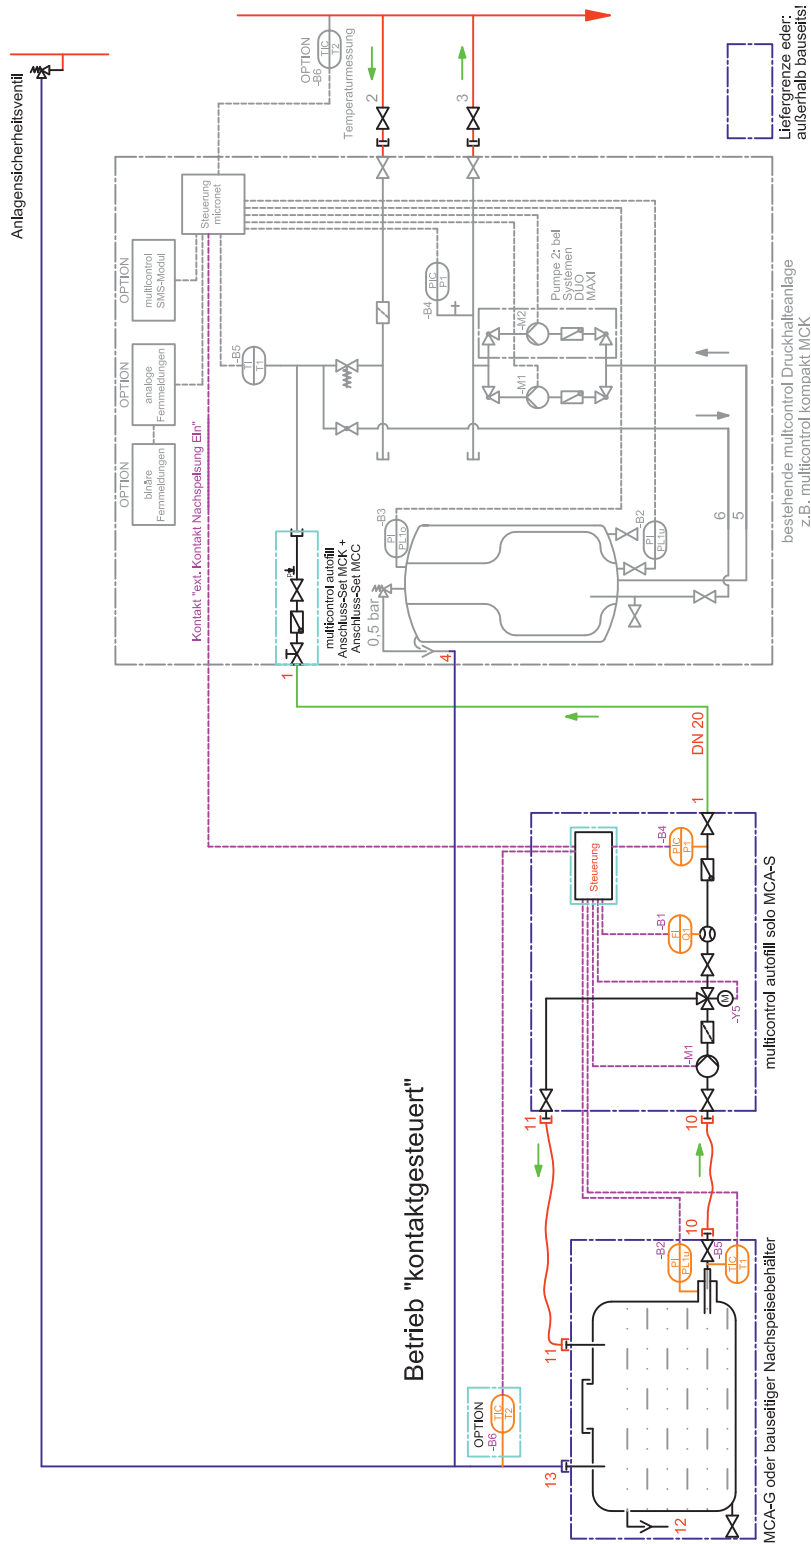 Anlagensicherheitsventil
OPTION
-B6
TIC
T2
Temperaturmessung
2
3
Liefergrenze eder:
außerhalb bauseits!
Steuerung
micronet
OPTION
multicontrol
SMS-Modul
OPTION
analoge
Fernmeldungen
OPTION
binäre
Fernmeldungen
-B5
TI
T1
-B4
PIC
P1
Pumpe 2: bei
Systemen
DUO
MAXI
-M2
-M1
Kontakt "ext. Kontakt Nachspeisung Ein"
multicontrol autofill
Anschluss-Set MCK +
Anschluss-Set MCC
1
0,5 bar
4
-B3
PI
PL1o
-B2
PI
PL1u
6
5
bestehende multcontrol Druckhalteanlage
z.B. multicontrol kompakt MCK
DN 20
1
Steuerung
-B4
PIC
P1
-B1
FI
Q1
M
-Y5
-M1
multicontrol autofill solo MCA-S
11
10
Betrieb "kontaktgesteuert"
10
11
-B2
PI
PL1u
-B5
TIC
T1
OPTION
-B6
TIC
T2
13
12
MCA-G oder bauseitiger Nachspeisebehälter